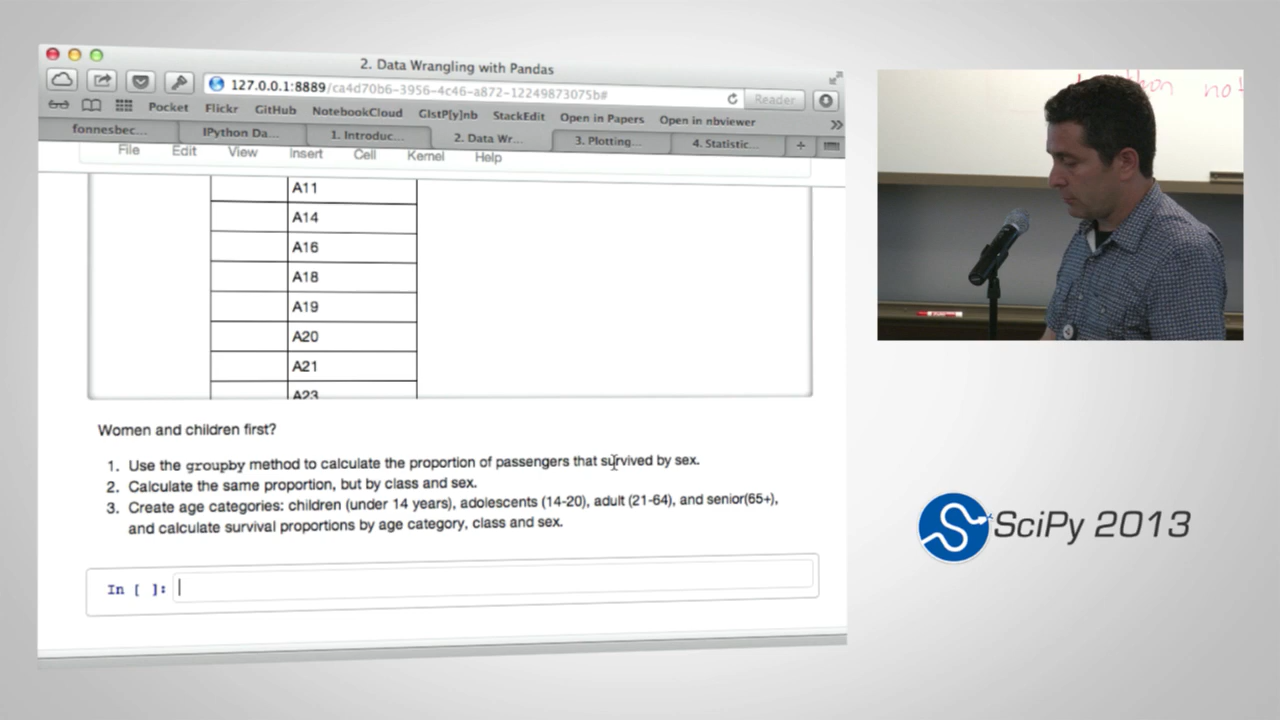 2. Data Wrangling with Pandas
127.0.0.1:8889/ca4d70b6-3956-4c46-a872-12249873075b#
Reader
Pocket Flickr GitHub NotebookCloud GIstP[y]nb StackEdit Open in Papers Open in nbviewer
fonnesbec... IPython Da... 1. Introduc... 2. Data Wr... 3. Plotting... 4. Statistic...
File Edit View Insert Cell Kernel Help
A11
A14
A16
A18
A19
A20
A21
A23
Women and children first?
1. Use the groupby method to calculate the proportion of passengers that survived by sex.
2. Calculate the same proportion, but by class and sex.
3. Create age categories: children (under 14 years), adolescents (14-20), adult (21-64), and senior(65+),
and calculate survival proportions by age category, class and sex.
In [ ]:
not
SciPy 2013